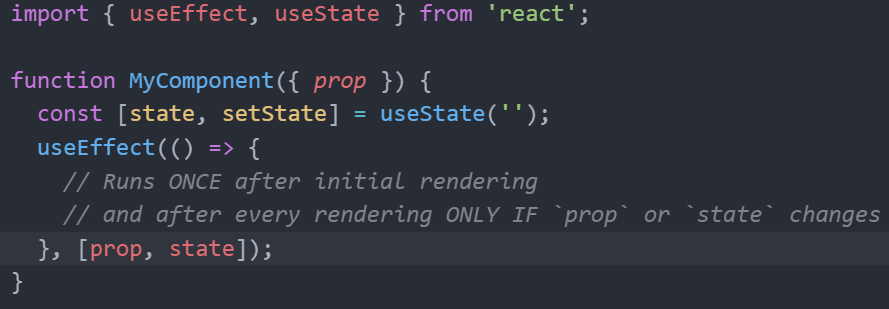 import { useEffect, useState } from 'react';
function MyComponent({ prop }) {
const [state, setState] = useState('');
useEffect(() => {
// Runs ONCE after initial rendering
// and after every rendering ONLY IF `prop` or `state` changes
}, [prop, state]);
}